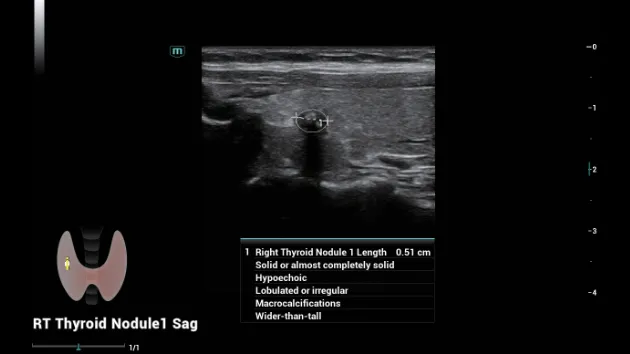 m
0
1
2
3
4
1
1 Right Thyroid Nodule 1 Length 0.51 cm
Solid or almost completely solid
Hypoechoic
Lobulated or irregular
Macrocalcifications
Wider-than-tall
RT Thyroid Nodule1 Sag
1/1